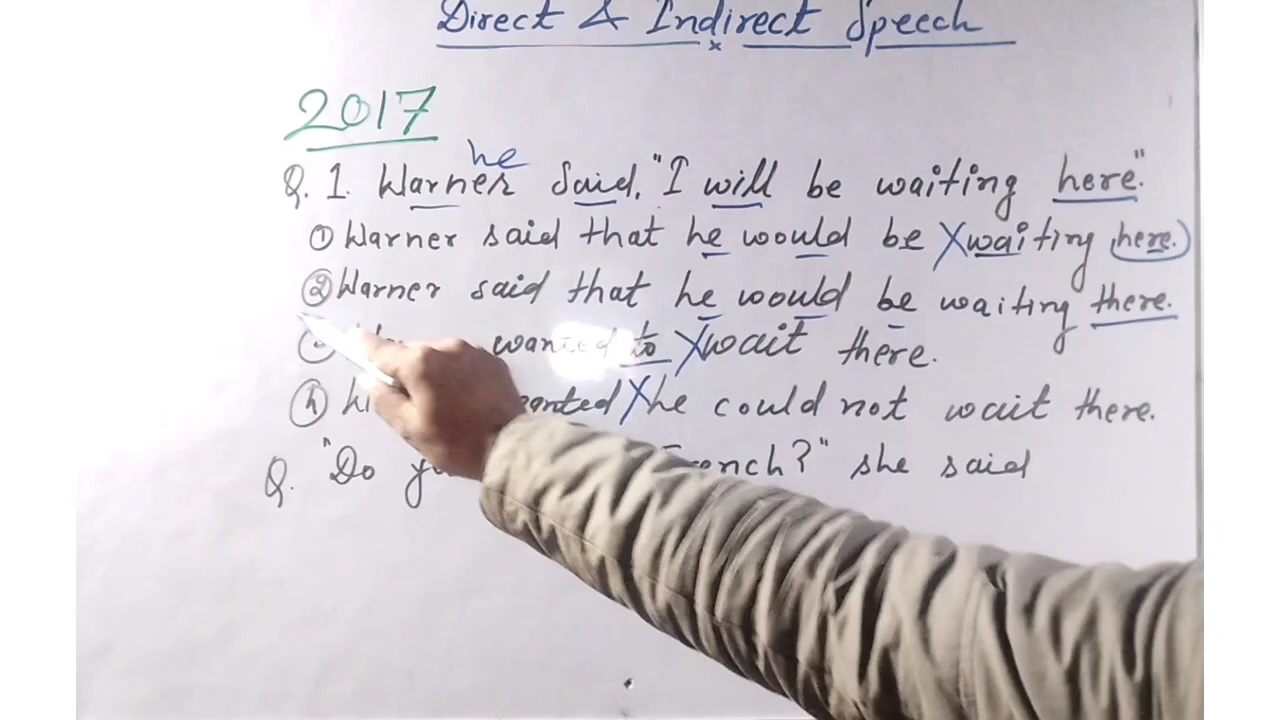 Direct & Indirect Speech
2017
he
Q. 1. Warner said, "I will be waiting here."
① Warner said that he would be waiting here.
② Warner said that he would be waiting there.
wanted to wait there.
④ wanted he could not wait there.
Q. "Do French?" she said